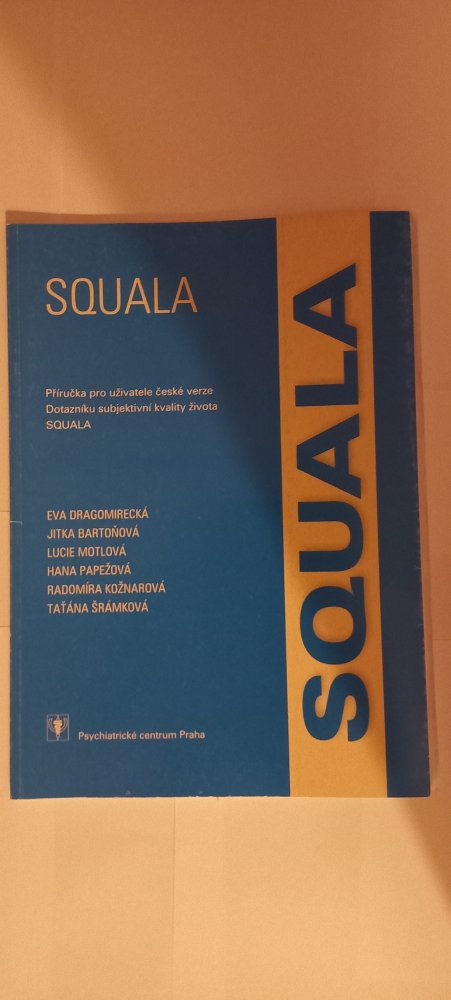 SQUALA
Příručka pro uživatele české verze
Dotazníku subjektivní kvality života
SQUALA
EVA DRAGOMIRECKÁ
JITKA BARTOŇOVÁ
LUCIE MOTLOVÁ
HANA PAPEŽOVÁ
RADOMÍRA KOŽNAROVÁ
TAŤÁNA ŠRÁMKOVÁ
Psychiatrické centrum Praha
SQUALA